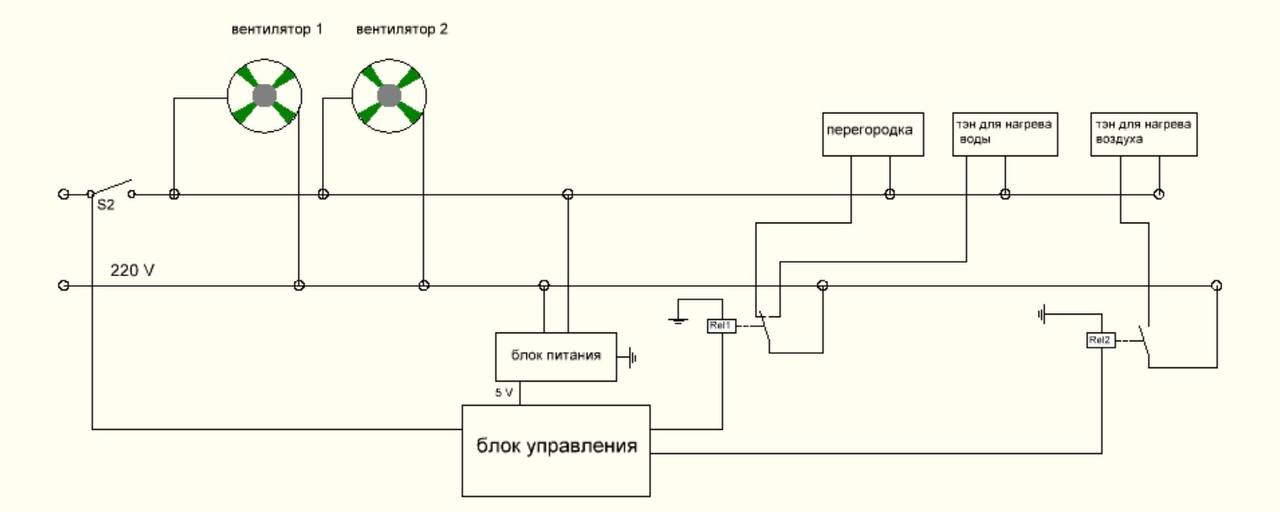 вентилятор 1
вентилятор 2
перегородка
тэн для нагрева
воды
тэн для нагрева
воздуха
S2
220 V
Rel1
Rel2
блок питания
5 V
блок управления